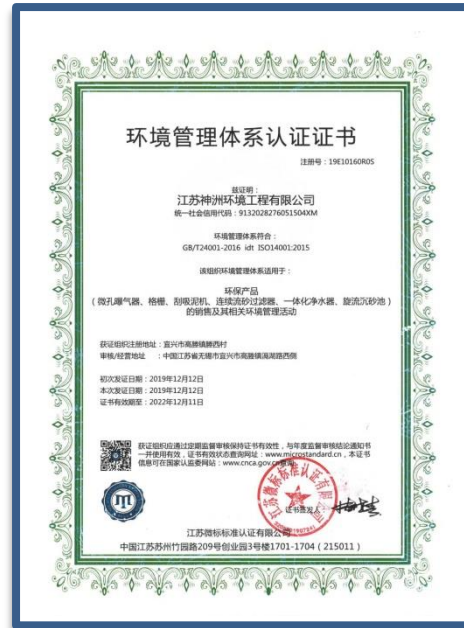 环境管理体系认证证书
注册号：19E10160R0S
兹证明：
江苏神洲环境工程有限公司
统一社会信用代码：9132028276051504XM
环境管理体系符合：
GB/T24001-2016 idt ISO14001:2015
该组织环境管理体系适用于：
环保产品
（微孔曝气器、格栅、刮吸泥机、连续流砂过滤器、一体化净水器、旋流沉砂池）
的销售及其相关环境管理活动
获证组织注册地址：宜兴市高塍镇塍西村
审核/经营地址 ：中国江苏省无锡市宜兴市高塍镇滆湖路西侧
初次发证日期：2019年12月12日
本次发证日期：2019年12月12日
证书有效期至：2022年12月11日
获证组织应通过定期监督审核保持证书有效性，与年度监督审核结论通知书
一并使用有效，证书有效状态查询网址：www.microstandard.cn，本证书
信息可在国家认监委网站：www.cnca.gov.cn查询
江苏微标标准认证有限公司
证书签发人：
江苏微标标准认证有限公司
中国江苏苏州竹园路209号创业园3号楼1701-1704（215011）